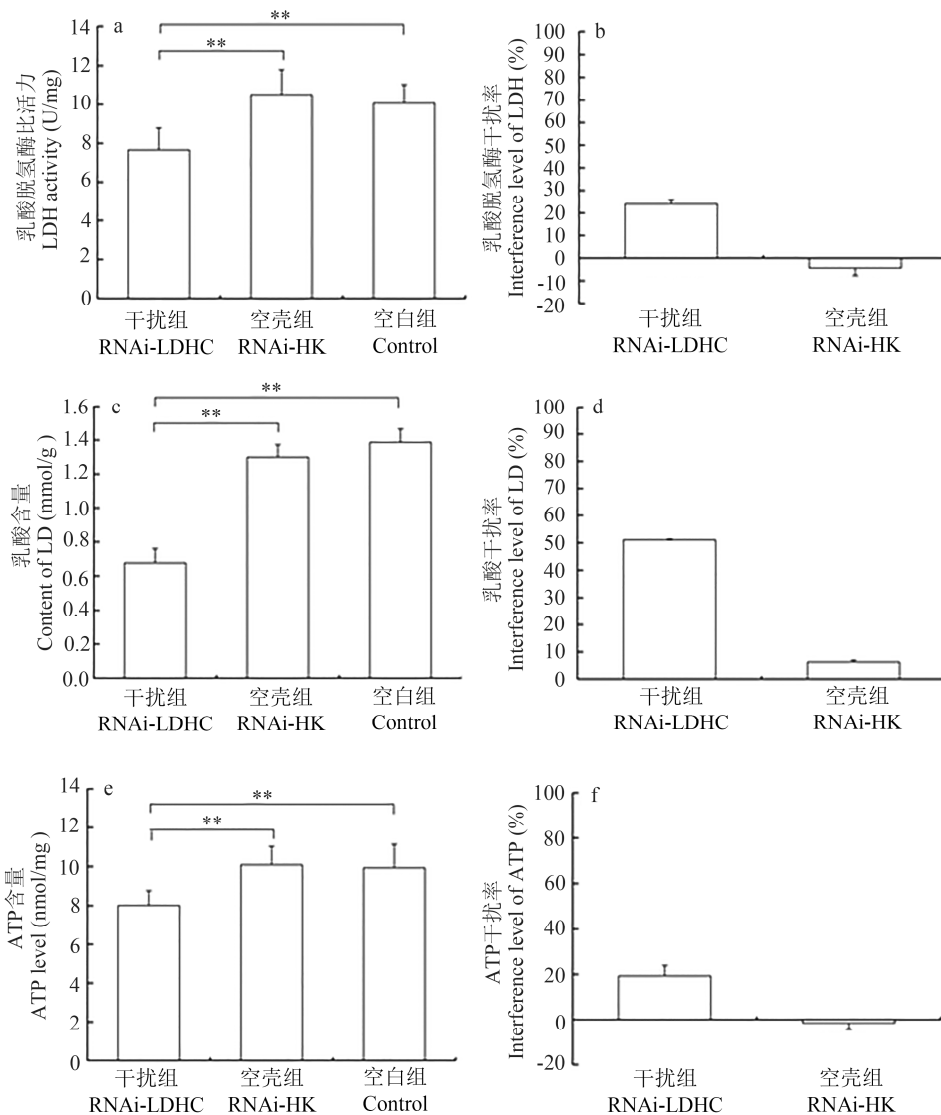 a
**
**
14
12
10
8
6
4
2
0
乳酸脱氢酶比活力
LDH activity (U/mg)
干扰组
RNAi-LDHC
空壳组
RNAi-HK
空白组
Control
b
100
90
80
70
60
50
40
30
20
10
0
-10
-20
乳酸脱氢酶干扰率
Interference level of LDH (%)
干扰组
RNAi-LDHC
空壳组
RNAi-HK
c
**
**
1.6
1.4
1.2
1.0
0.8
0.6
0.4
0.2
0.0
乳酸含量
Content of LD (mmol/g)
干扰组
RNAi-LDHC
空壳组
RNAi-HK
空白组
Control
d
100
90
80
70
60
50
40
30
20
10
0
乳酸干扰率
Interference level of LD (%)
干扰组
RNAi-LDHC
空壳组
RNAi-HK
e
**
**
14
12
10
8
6
4
2
0
ATP含量
ATP level (nmol/mg)
干扰组
RNAi-LDHC
空壳组
RNAi-HK
空白组
Control
f
100
80
60
40
20
0
-20
ATP干扰率
Interference level of ATP (%)
干扰组
RNAi-LDHC
空壳组
RNAi-HK